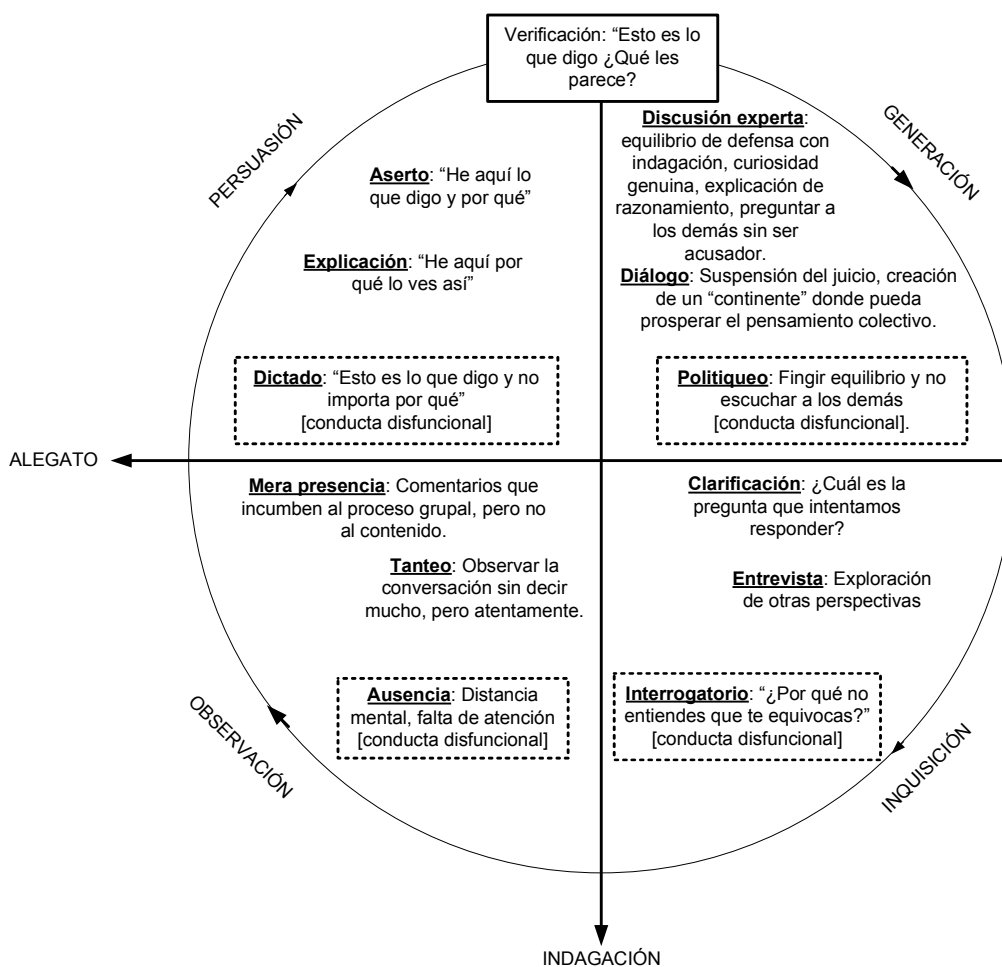 Verificación: “Esto es lo
que digo ¿Qué les
parece?
PERSUASIÓN
GENERACIÓN
Aserto: “He aquí lo
que digo y por qué”
Explicación: “He aquí por
qué lo ves así”
Dictado: “Esto es lo que digo y no
importa por qué”
[conducta disfuncional]
Discusión experta:
equilibrio de defensa con
indagación, curiosidad
genuina, explicación de
razonamiento, preguntar a
los demás sin ser
acusador.
Diálogo: Suspensión del juicio, creación
de un “continente” donde pueda
prosperar el pensamiento colectivo.
Politiqueo: Fingir equilibrio y no
escuchar a los demás
[conducta disfuncional].
ALEGATO
Mera presencia: Comentarios que
incumben al proceso grupal, pero no
al contenido.
Tanteo: Observar la
conversación sin decir
mucho, pero atentamente.
Ausencia: Distancia
mental, falta de atención
[conducta disfuncional]
Clarificación: ¿Cuál es la
pregunta que intentamos
responder?
Entrevista: Exploración
de otras perspectivas
Interrogatorio: “¿Por qué no
entiendes que te equivocas?”
[conducta disfuncional]
OBSERVACIÓN
INQUISICIÓN
INDAGACIÓN